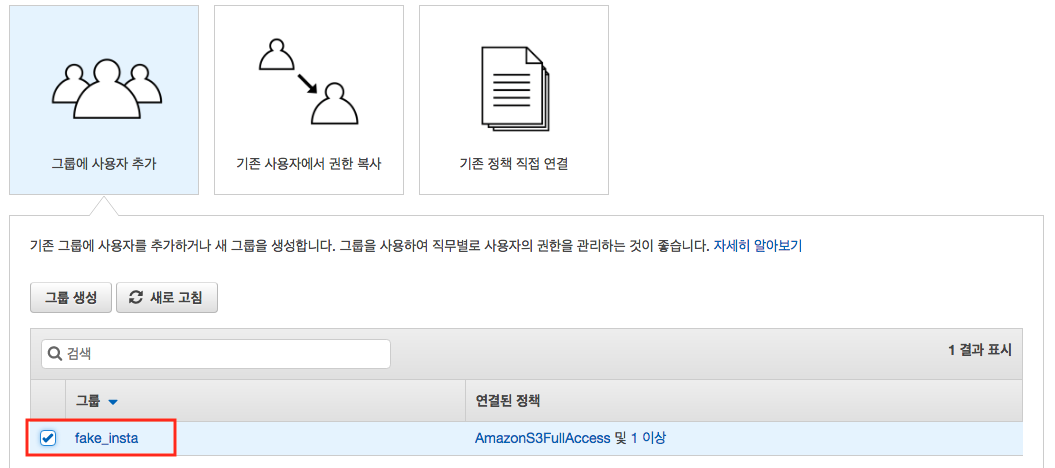 그룹에 사용자 추가
기존 사용자에서 권한 복사
기존 정책 직접 연결
기존 그룹에 사용자를 추가하거나 새 그룹을 생성합니다. 그룹을 사용하여 직무별로 사용자의 권한을 관리하는 것이 좋습니다. 자세히 알아보기
그룹 생성
새로 고침
검색
1 결과 표시
그룹
연결된 정책
fake_insta
AmazonS3FullAccess 및 1 이상